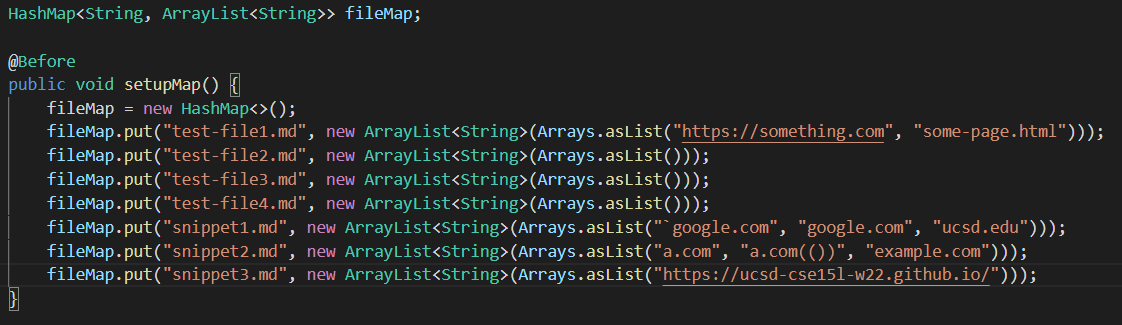 HashMap<String, ArrayList<String>> fileMap;
@Before
public void setupMap() {
fileMap = new HashMap<>();
fileMap.put("test-file1.md", new ArrayList<String>(Arrays.asList("https://something.com", "some-page.html")));
fileMap.put("test-file2.md", new ArrayList<String>(Arrays.asList()));
fileMap.put("test-file3.md", new ArrayList<String>(Arrays.asList()));
fileMap.put("test-file4.md", new ArrayList<String>(Arrays.asList()));
fileMap.put("snippet1.md", new ArrayList<String>(Arrays.asList("`google.com", "google.com", "ucsd.edu")));
fileMap.put("snippet2.md", new ArrayList<String>(Arrays.asList("a.com", "a.com(())", "example.com")));
fileMap.put("snippet3.md", new ArrayList<String>(Arrays.asList("https://ucsd-cse15l-w22.github.io/")));
}